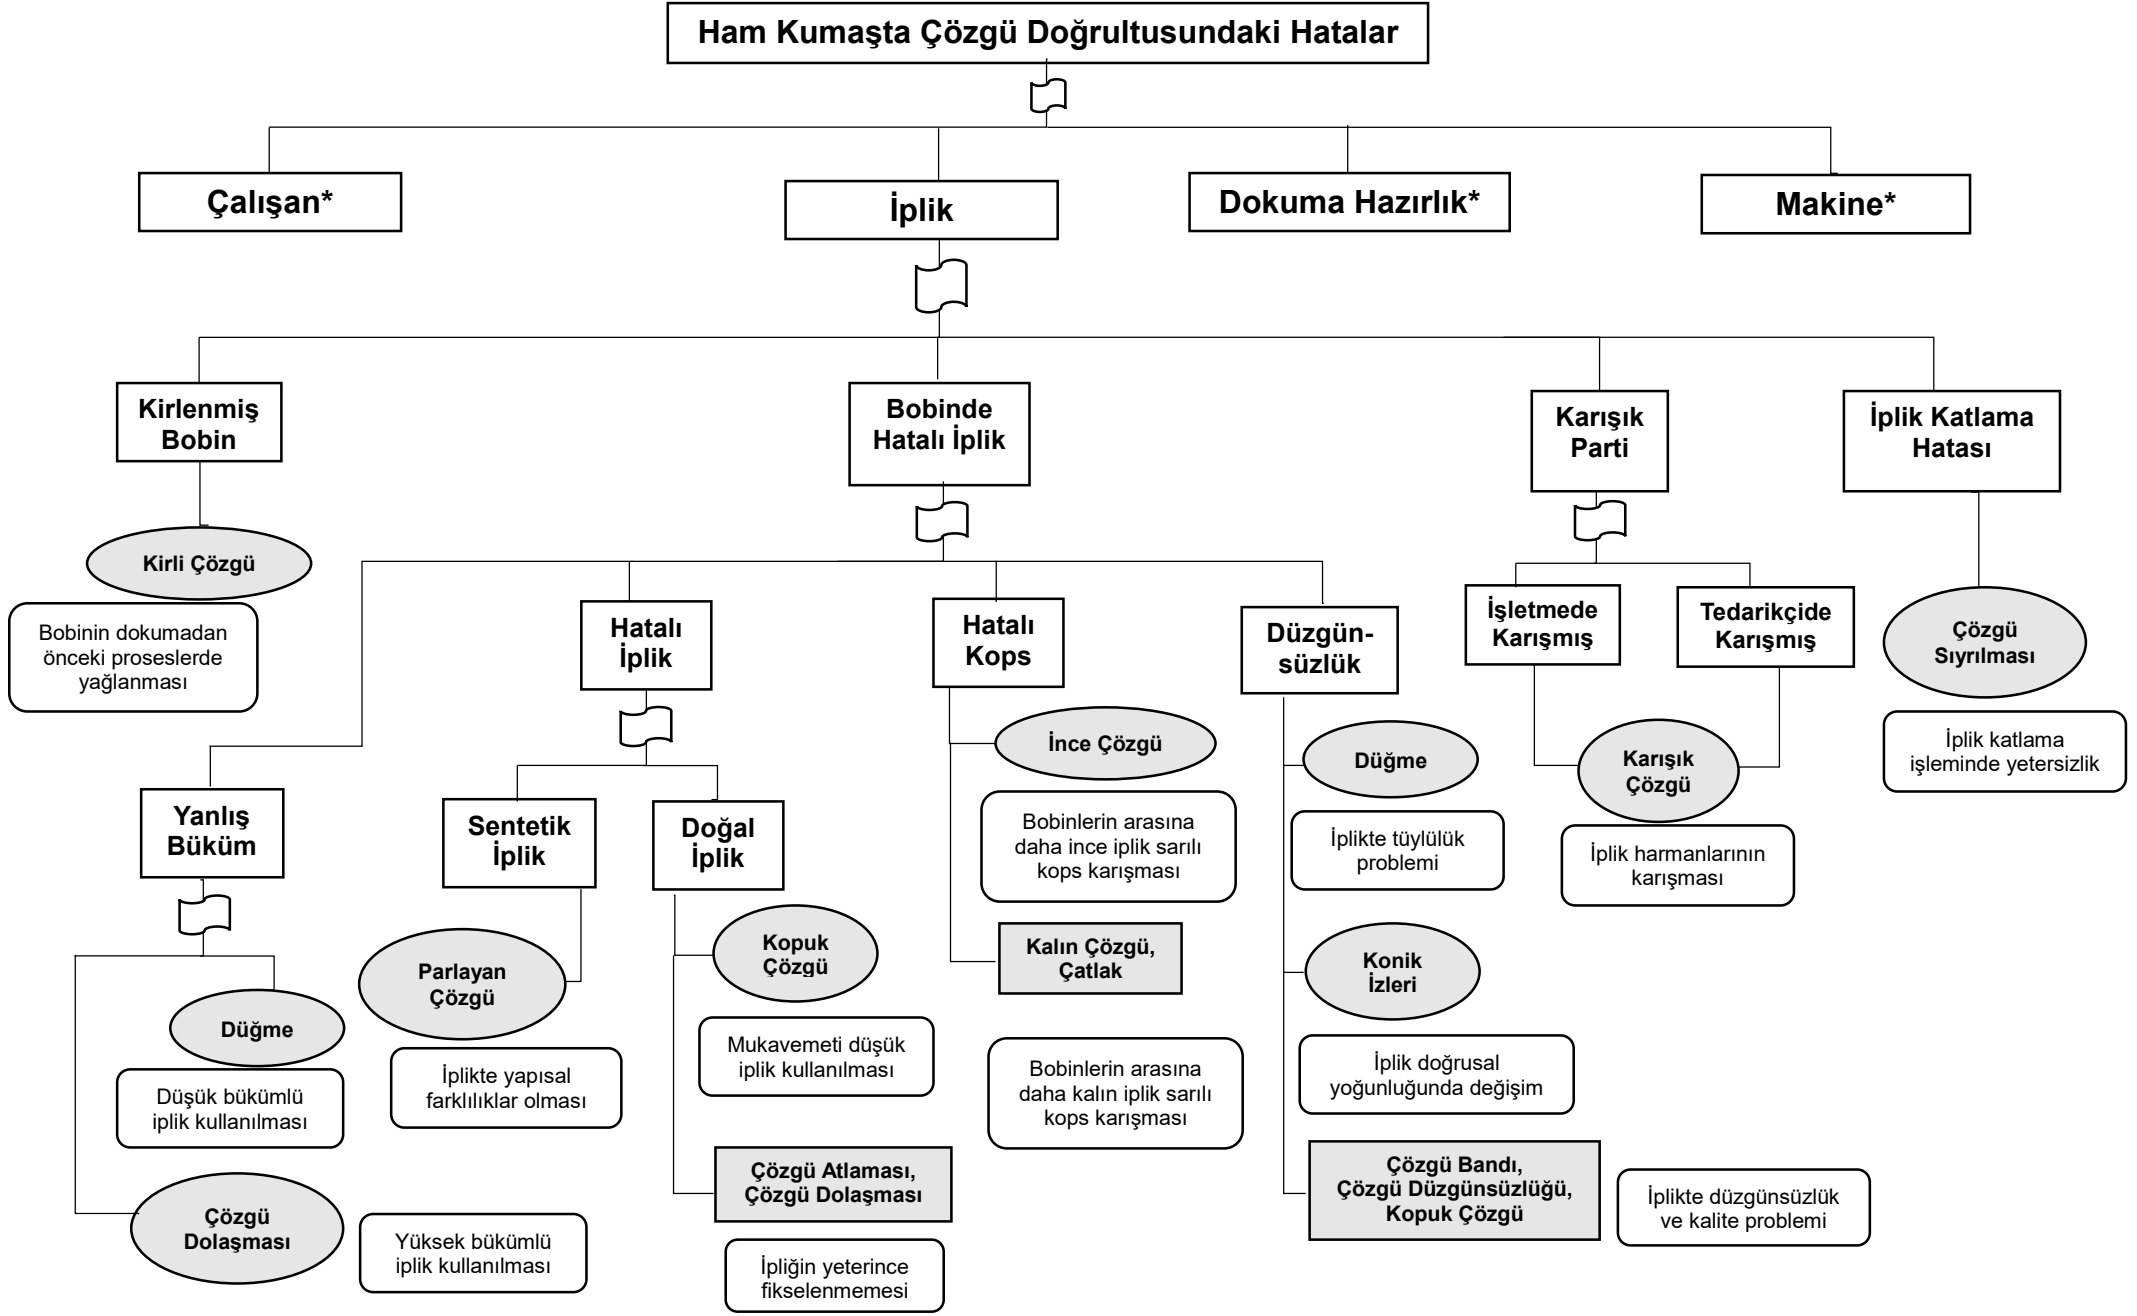 Ham Kumaşta Çözgü Doğrultusundaki Hatalar
Çalışan*
İplik
Dokuma Hazırlık*
Makine*
Kirlenmiş
Bobin
Bobinde
Hatalı İplik
Karışık
Parti
İplik Katlama
Hatası
Kirli Çözgü
Bobinin dokumadan
önceki proseslerde
yağlanması
Hatalı
İplik
Hatalı
Kops
Düzgün-
süzlük
İşletmede
Karışmış
Tedarikçide
Karışmış
Çözgü
Sıyrılması
İplik katlama
işleminde yetersizlik
İnce Çözgü
Düğme
Karışık
Çözgü
Yanlış
Büküm
Sentetik
İplik
Doğal
İplik
Bobinlerin arasına
daha ince iplik sarılı
kops karışması
İplikte tüylülük
problemi
İplik harmanlarının
karışması
Parlayan
Çözgü
Kopuk
Çözgü
Kalın Çözgü,
Çatlak
Konik
İzleri
Düğme
Düşük bükümlü
iplik kullanılması
İplikte yapısal
farklılıklar olması
Mukavemeti düşük
iplik kullanılması
Bobinlerin arasına
daha kalın iplik sarılı
kops karışması
İplik doğrusal
yoğunluğunda değişim
Çözgü
Dolaşması
Yüksek bükümlü
iplik kullanılması
Çözgü Atlaması,
Çözgü Dolaşması
İpliğin yeterince
fikselenmemesi
Çözgü Bandı,
Çözgü Düzgünsüzlüğü,
Kopuk Çözgü
İplikte düzgünsüzlük
ve kalite problemi